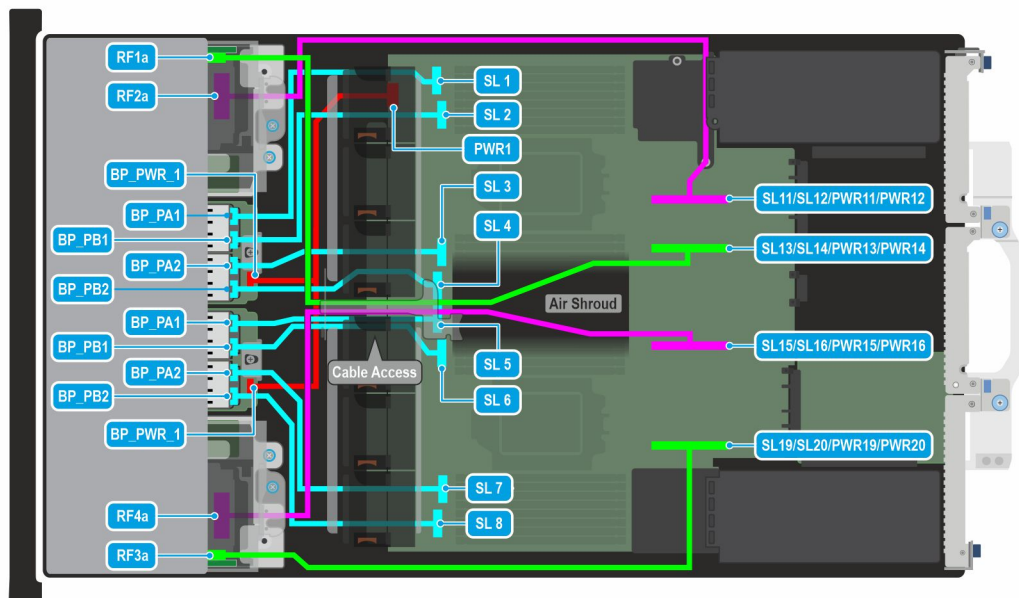 RF1a
RF2a
BP_PWR_1
BP_PA1
BP_PB1
BP_PA2
BP_PB2
BP_PA1
BP_PB1
BP_PA2
BP_PB2
BP_PWR_1
RF4a
RF3a
SL 1
SL 2
PWR1
SL 3
SL 4
Air Shroud
Cable Access
SL 5
SL 6
SL 7
SL 8
SL11/SL12/PWR11/PWR12
SL13/SL14/PWR13/PWR14
SL15/SL16/PWR15/PWR16
SL19/SL20/PWR19/PWR20